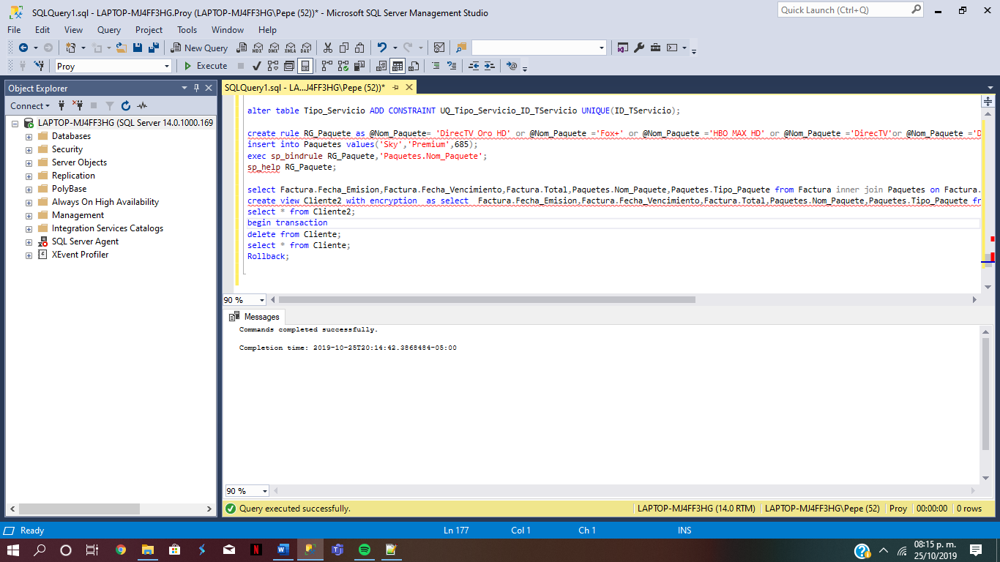 SQLQuery1.sql - LAPTOP-MJ4FF3HG.Proy (LAPTOP-MJ4FF3HG\Pepe (52))* - Microsoft SQL Server Management Studio
Quick Launch (Ctrl+Q)
File Edit View Query Project Tools Window Help
New Query MDX DMX XMLA DAX
Proy Execute
Object Explorer
SQLQuery1.sql - LA...J4FF3HG\Pepe (52))*
Connect
LAPTOP-MJ4FF3HG (SQL Server 14.0.1000.169
Databases
Security
Server Objects
Replication
PolyBase
Always On High Availability
Management
Integration Services Catalogs
SQL Server Agent
XEvent Profiler
alter table Tipo_Servicio ADD CONSTRAINT UQ_Tipo_Servicio_ID_TServicio UNIQUE(ID_TServicio);
create rule RG_Paquete as @Nom_Paquete= 'DirecTV Oro HD' or @Nom_Paquete ='Fox+' or @Nom_Paquete ='HBO MAX HD' or @Nom_Paquete ='DirecTV'or @Nom_Paquete ='D
insert into Paquetes values('Sky','Premium',685);
exec sp_bindrule RG_Paquete,'Paquetes.Nom_Paquete';
sp_help RG_Paquete;
select Factura.Fecha_Emision,Factura.Fecha_Vencimiento,Factura.Total,Paquetes.Nom_Paquete,Paquetes.Tipo_Paquete from Factura inner join Paquetes on Factura.
create view Cliente2 with encryption as select Factura.Fecha_Emision,Factura.Fecha_Vencimiento,Factura.Total,Paquetes.Nom_Paquete,Paquetes.Tipo_Paquete fr
select * from Cliente2;
begin transaction
delete from Cliente;
select * from Cliente;
Rollback;
90 %
Messages
Commands completed successfully.
Completion time: 2019-10-25T20:14:42.3868484-05:00
90 %
Query executed successfully. LAPTOP-MJ4FF3HG (14.0 RTM) LAPTOP-MJ4FF3HG\Pepe (52) Proy 00:00:00 0 rows
Ready Ln 177 Col 1 Ch 1 INS
08:15 p. m.
25/10/2019